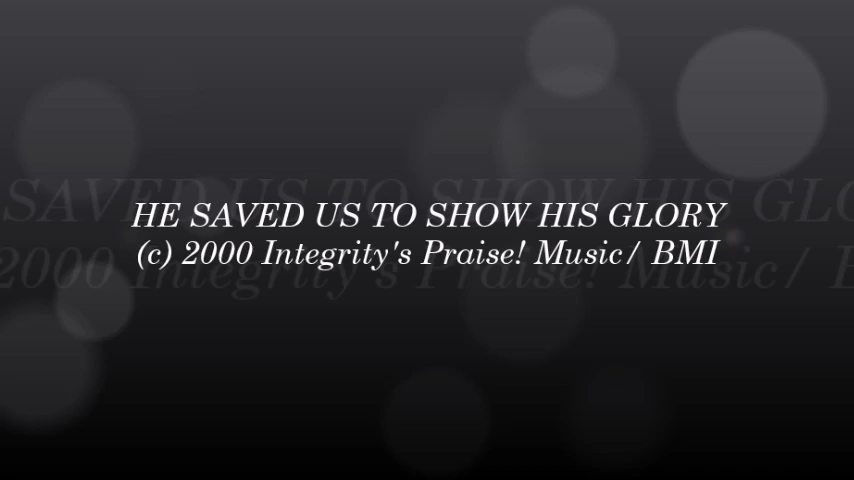 HE SAVED US TO SHOW HIS GLORY
(c) 2000 Integrity's Praise! Music/ BMI